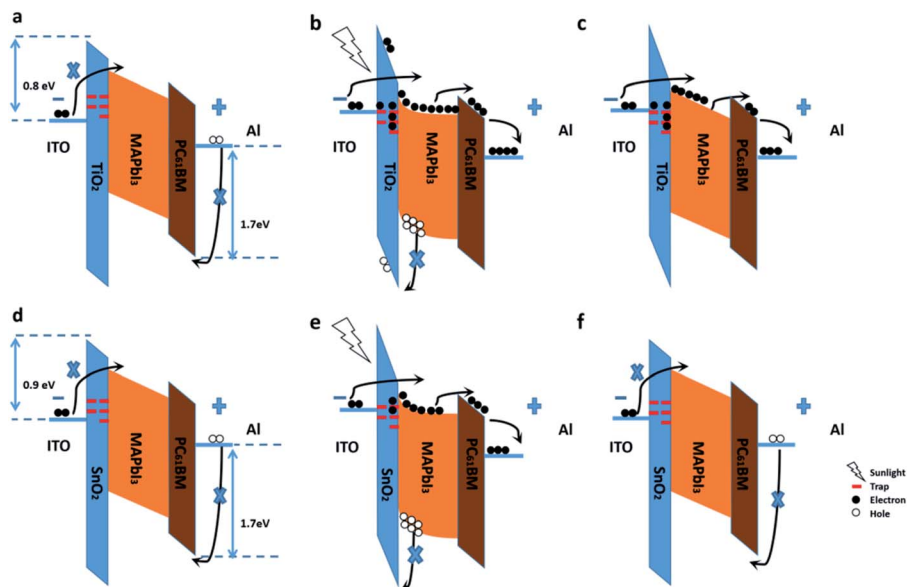 a
0.8 eV
ITO
TiO₂
MAPbI₃
PC₆₁BM
Al
1.7eV
b
ITO
TiO₂
MAPbI₃
PC₆₁BM
Al
c
ITO
TiO₂
MAPbI₃
PC₆₁BM
Al
d
0.9 eV
ITO
SnO₂
MAPbI₃
PC₆₁BM
Al
1.7eV
e
ITO
SnO₂
MAPbI₃
PC₆₁BM
Al
f
ITO
SnO₂
MAPbI₃
PC₆₁BM
Al
Sunlight
Trap
Electron
Hole